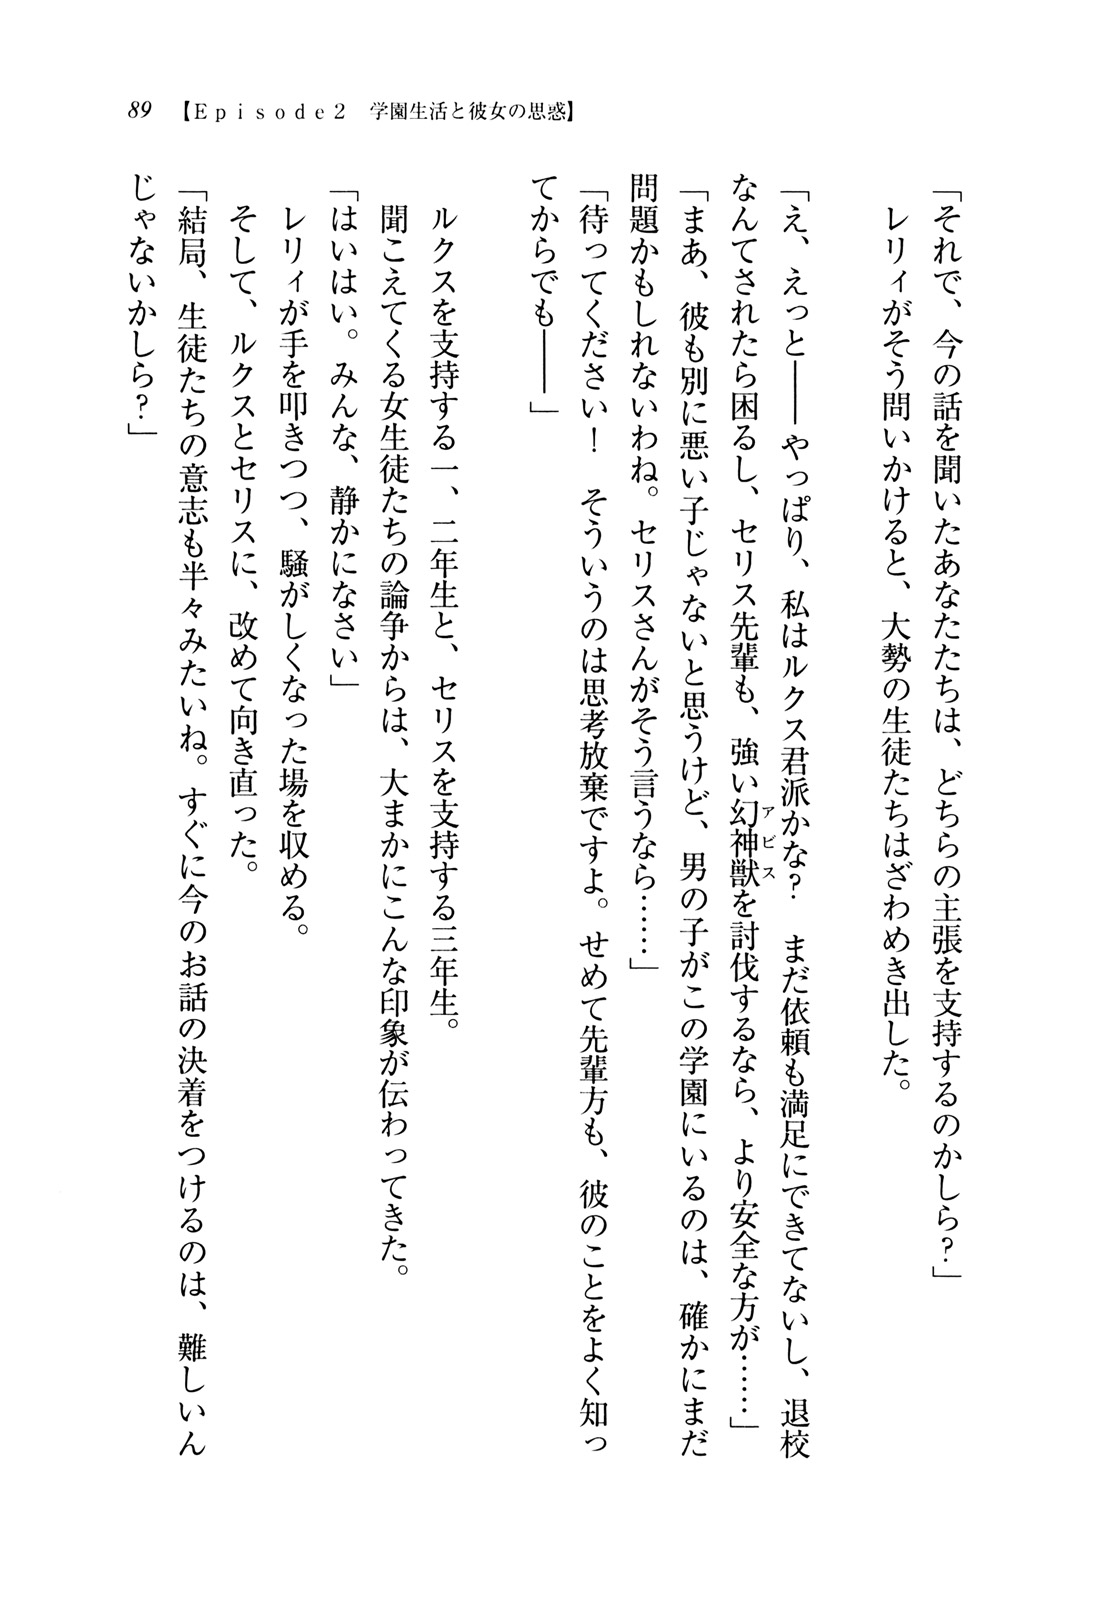 89 【Ｅｐｉｓｏｄｅ２　学園生活と彼女の思惑】
「それで、今の話を聞いたあなたたちは、どちらの主張を支持するのかしら？」
レリィがそう問いかけると、大勢の生徒たちはざわめき出した。
「え、えっと――やっぱり、私はルクス君派かな？　まだ依頼も満足にできてないし、退校
なんてされたら困るし、セリス先輩も、強い幻神獣を討伐するなら、より安全な方が……」
アビス
「まあ、彼も別に悪い子じゃないと思うけど、男の子がこの学園にいるのは、確かにまだ
問題かもしれないわね。セリスさんがそう言うなら……」
「待ってください！　そういうのは思考放棄ですよ。せめて先輩方も、彼のことをよく知っ
てからでも――」
ルクスを支持する一、二年生と、セリスを支持する三年生。
聞こえてくる女生徒たちの論争からは、大まかにこんな印象が伝わってきた。
「はいはい。みんな、静かになさい」
レリィが手を叩きつつ、騒がしくなった場を収める。
そして、ルクスとセリスに、改めて向き直った。
「結局、生徒たちの意志も半々みたいね。すぐに今のお話の決着をつけるのは、難しいん
じゃないかしら？」